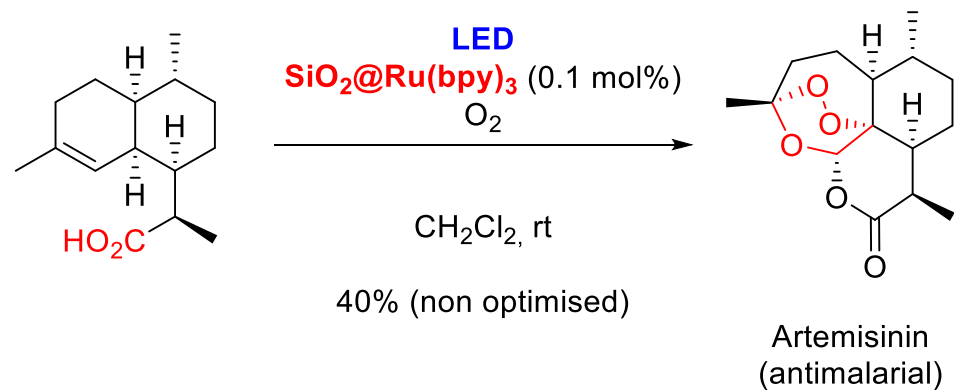 H
H
H
HO₂C
LED
SiO₂@Ru(bpy)₃ (0.1 mol%)
O₂
CH₂Cl₂, rt
40% (non optimised)
H
H
O
O
O
O
O
Artemisinin
(antimalarial)